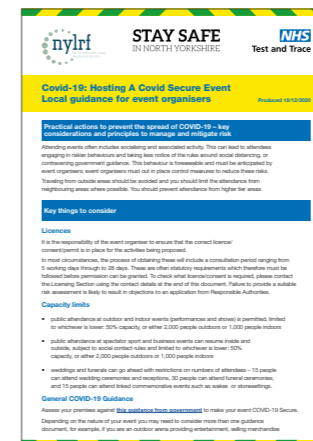 nylrf
STAY SAFE
IN NORTH YORKSHIRE
NHS
Test and Trace
Covid-19: Hosting A Covid Secure Event
Local guidance for event organisers
Produced 18/12/2020
Practical actions to prevent the spread of COVID-19 – key
considerations and principles to manage and mitigate risk
Attending events often includes socialising and associated activity. This can lead to attendees
engaging in riskier behaviours and taking less notice of the rules around social distancing, or
contravening government guidance. This behaviour is foreseeable and must be anticipated by
event organisers; event organisers must out in place control measures to reduce these risks.
Traveling from outside areas should be avoided and you should limit the attendance from
neighbouring areas where possible. You should prevent attendance from higher tier areas.
Key things to consider
Licences
It is the responsibility of the event organiser to ensure that the correct licence/
consent/permit is in place for the activities being proposed.
In most circumstances, the process of obtaining these will include a consultation period ranging from
5 working days through to 28 days. These are often statutory requirements which therefore must be
followed before permission can be granted. To check what licence/consent is required, please contact
the Licensing Section using the contact details at the end of this document. Failure to provide a suitable
risk assessment is likely to result in objections to an application from Responsible Authorities.
Capacity limits
• public attendance at outdoor and indoor events (performances and shows) is permitted, limited
to whichever is lower: 50% capacity, or either 2,000 people outdoors or 1,000 people indoors
• public attendance at spectator sport and business events can resume inside and
outside, subject to social contact rules and limited to whichever is lower: 50%
capacity, or either 2,000 people outdoors or 1,000 people indoors
• weddings and funerals can go ahead with restrictions on numbers of attendees – 15 people
can attend wedding ceremonies and receptions, 30 people can attend funeral ceremonies,
and 15 people can attend linked commemorative events such as wakes or stonesettings.
General COVID-19 Guidance
Assess your premises against this guidance from government to make your event COVID-19 Secure.
Depending on the nature of your event you may need to consider more than one guidance
document, for example, if you are an outdoor arena providing entertainment, selling merchandise